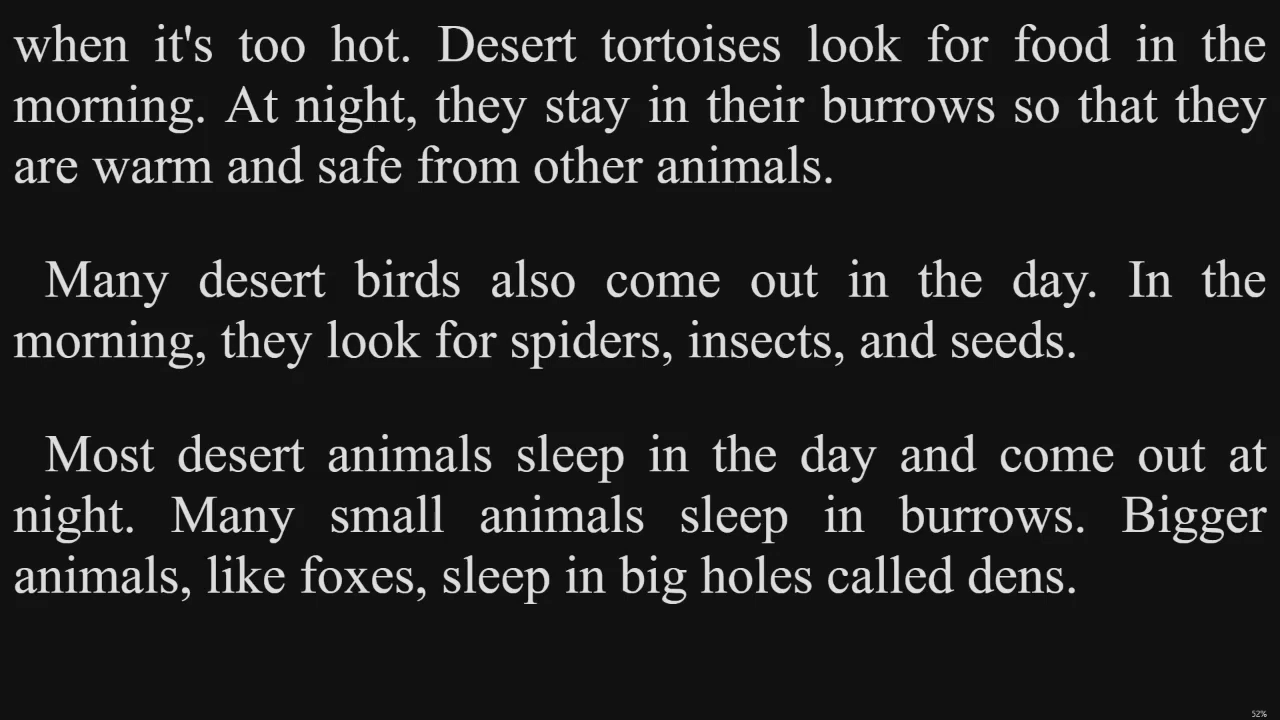 when it's too hot. Desert tortoises look for food in the
morning. At night, they stay in their burrows so that they
are warm and safe from other animals.
Many desert birds also come out in the day. In the
morning, they look for spiders, insects, and seeds.
Most desert animals sleep in the day and come out at
night. Many small animals sleep in burrows. Bigger
animals, like foxes, sleep in big holes called dens.
52%